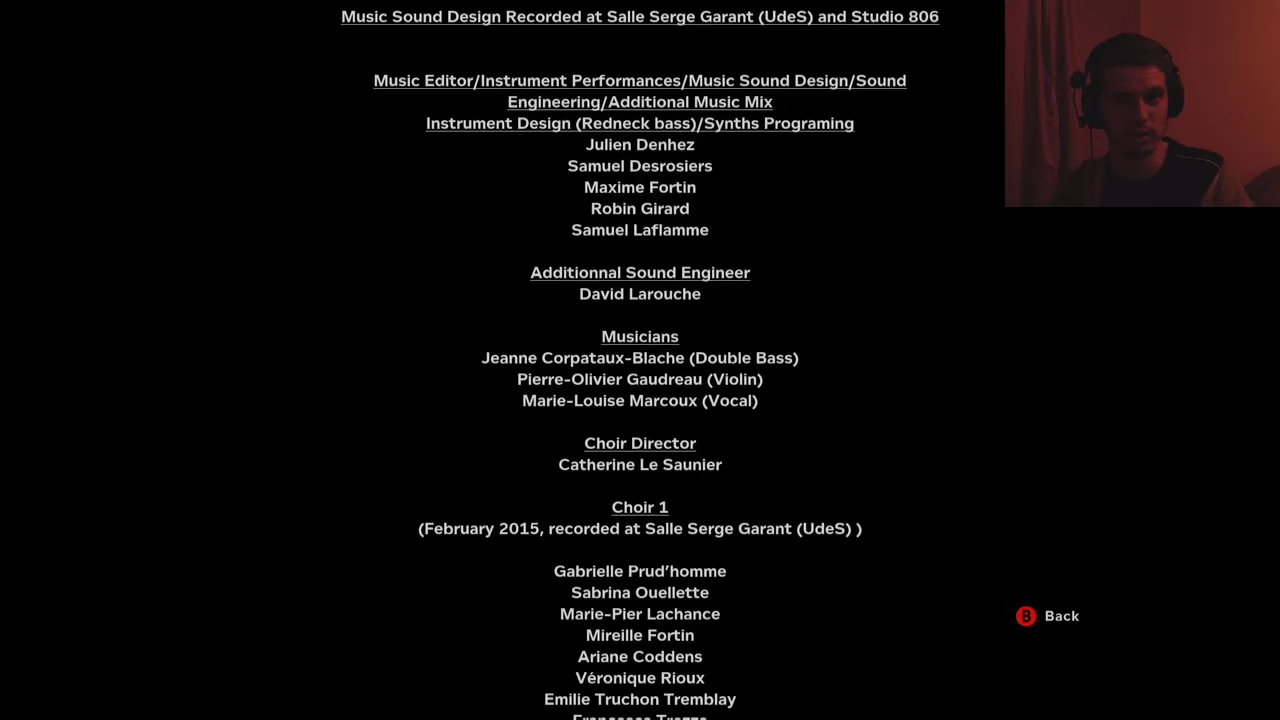 Music Sound Design Recorded at Salle Serge Garant (UdeS) and Studio 806
Music Editor/Instrument Performances/Music Sound Design/Sound
Engineering/Additional Music Mix
Instrument Design (Redneck bass)/Synths Programing
Julien Denhez
Samuel Desrosiers
Maxime Fortin
Robin Girard
Samuel Laflamme
Additionnal Sound Engineer
David Larouche
Musicians
Jeanne Corpataux-Blache (Double Bass)
Pierre-Olivier Gaudreau (Violin)
Marie-Louise Marcoux (Vocal)
Choir Director
Catherine Le Saunier
Choir 1
(February 2015, recorded at Salle Serge Garant (UdeS) )
Gabrielle Prud’homme
Sabrina Ouellette
Marie-Pier Lachance
Mireille Fortin
Ariane Coddens
Véronique Rioux
Emilie Truchon Tremblay
B Back